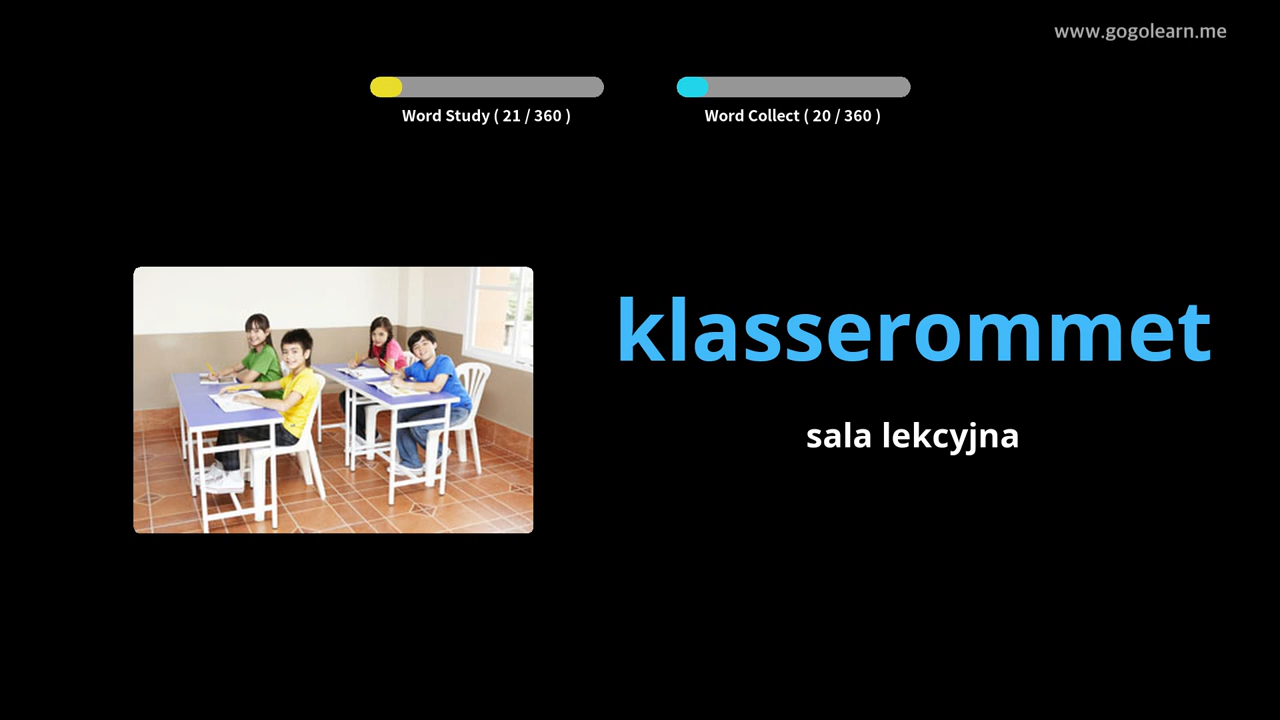 www.gogolearn.me
Word Study ( 21 / 360 )
Word Collect ( 20 / 360 )
klasserommet
sala lekcyjna